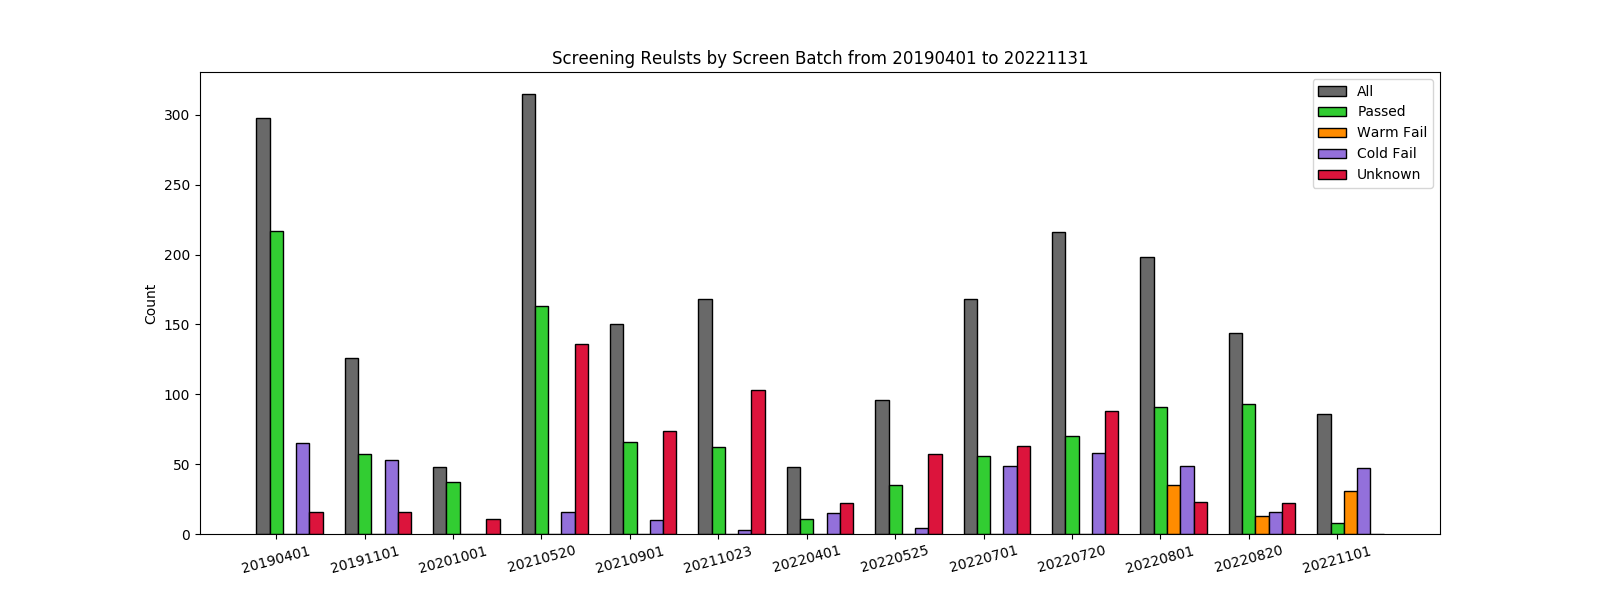 Screening Reulsts by Screen Batch from 20190401 to 20221131
All
Passed
Warm Fail
Cold Fail
Unknown
Count
300
250
200
150
100
50
0
20190401
20191101
20201001
20210520
20210901
20211023
20220401
20220525
20220701
20220720
20220801
20220820
20221101